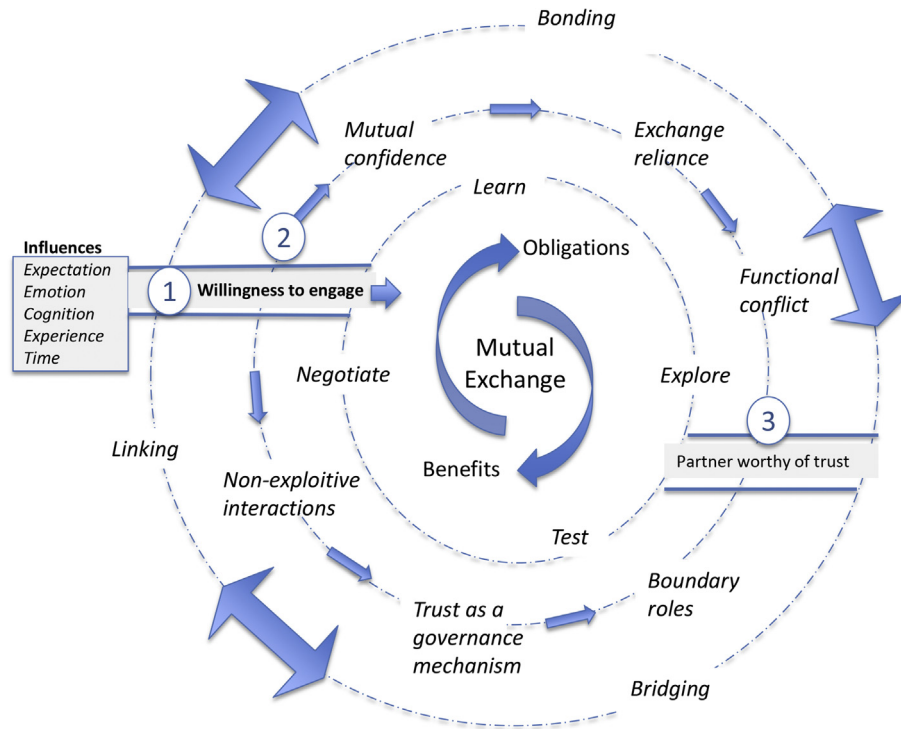 Bonding
Mutual
confidence
Exchange
reliance
Learn
2
Influences
Expectation
Emotion
Cognition
Experience
Time
1
Willingness to engage
Obligations
Functional
conflict
Mutual
Exchange
Negotiate
Explore
3
Linking
Benefits
Partner worthy of trust
Non-exploitive
interactions
Test
Boundary
roles
Trust as a
governance
mechanism
Bridging